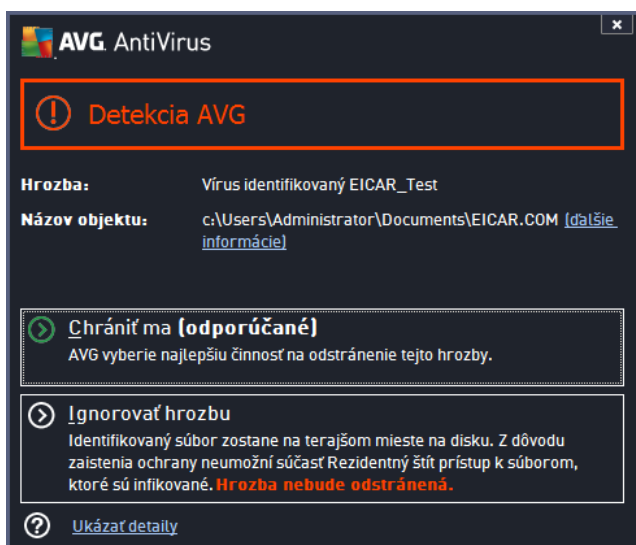 AVG. AntiVirus
Detekcia AVG
Hrozba: Vírus identifikovaný EICAR_Test
Názov objektu: c:\Users\Administrator\Documents\EICAR.COM (ďalšie
informácie)
Chrániť ma (odporúčané)
AVG vyberie najlepšiu činnosť na odstránenie tejto hrozby.
Ignorovať hrozbu
Identifikovaný súbor zostane na terajšom mieste na disku. Z dôvodu
zaistenia ochrany neumožní súčasť Rezidentný štít prístup k súborom,
ktoré sú infikované. Hrozba nebude odstránená.
Ukázať detaily